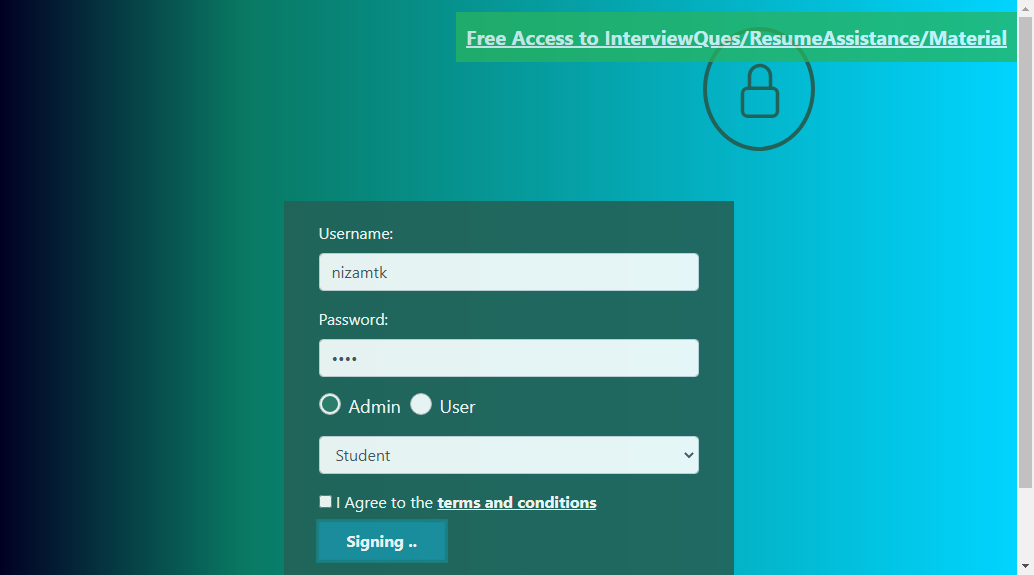 Free Access to InterviewQues/ResumeAssistance/Material
Username:
nizamtk
Password:
••••
Admin User
Student
I Agree to the terms and conditions
Signing ..